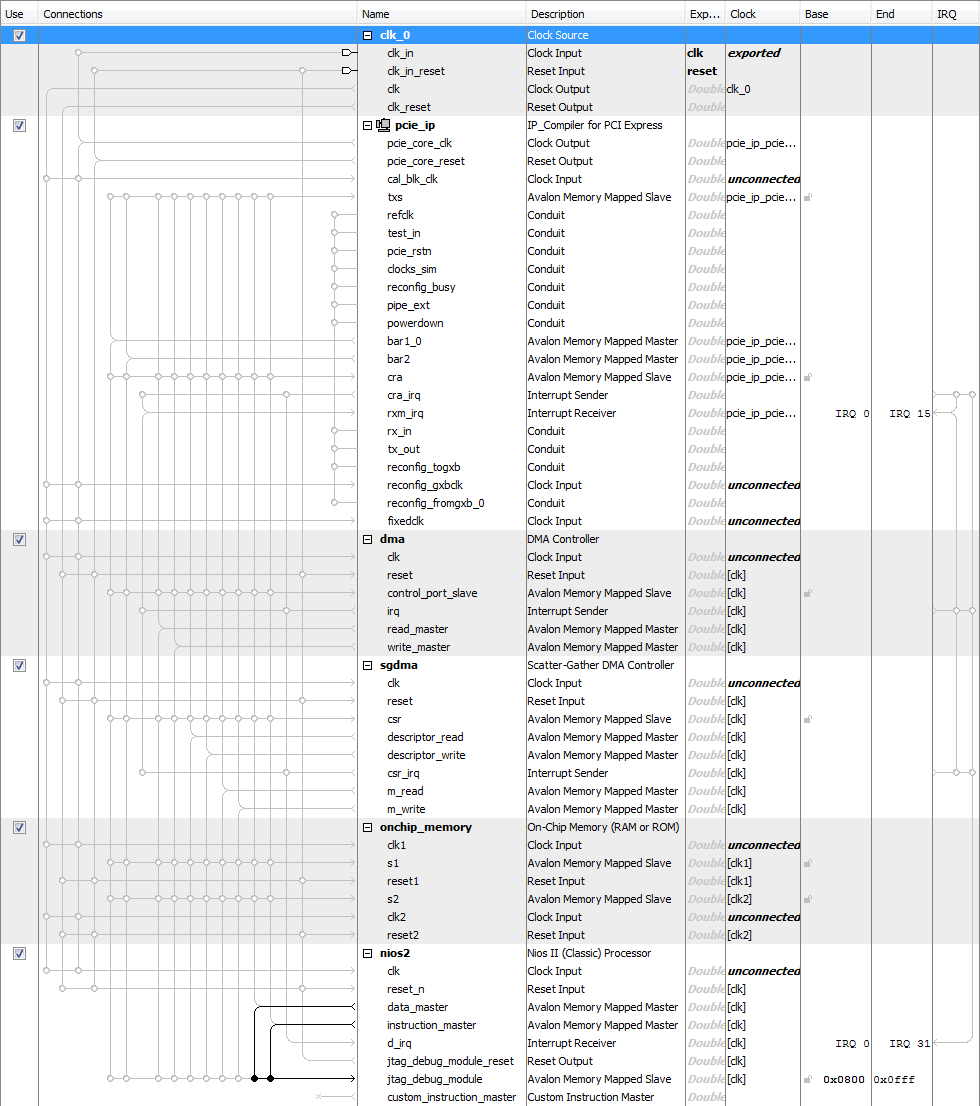 Use Connections Name Description Exp... Clock Base End IRQ
clk_0 Clock Source
clk_in Clock Input clk exported
clk_in_reset Reset Input reset
clk Clock Output Double clk_0
clk_reset Reset Output Double
pcie_ip IP_Compiler for PCI Express
pcie_core_clk Clock Output Double pcie_ip_pcie...
pcie_core_reset Reset Output Double
cal_blk_clk Clock Input Double unconnected
txs Avalon Memory Mapped Slave Double pcie_ip_pcie...
refclk Conduit Double
test_in Conduit Double
pcie_rstn Conduit Double
clocks_sim Conduit Double
reconfig_busy Conduit Double
pipe_ext Conduit Double
powerdown Conduit Double
bar1_0 Avalon Memory Mapped Master Double pcie_ip_pcie...
bar2 Avalon Memory Mapped Master Double pcie_ip_pcie...
cra Avalon Memory Mapped Slave Double pcie_ip_pcie...
cra_irq Interrupt Sender Double
rxm_irq Interrupt Receiver Double pcie_ip_pcie... IRQ 0 IRQ 15
rx_in Conduit Double
tx_out Conduit Double
reconfig_togxb Conduit Double
reconfig_gxbclk Clock Input Double unconnected
reconfig_fromgxb_0 Conduit Double
fixedclk Clock Input Double unconnected
dma DMA Controller
clk Clock Input Double unconnected
reset Reset Input Double [clk]
control_port_slave Avalon Memory Mapped Slave Double [clk]
irq Interrupt Sender Double [clk]
read_master Avalon Memory Mapped Master Double [clk]
write_master Avalon Memory Mapped Master Double [clk]
sgdma Scatter-Gather DMA Controller
clk Clock Input Double unconnected
reset Reset Input Double [clk]
csr Avalon Memory Mapped Slave Double [clk]
descriptor_read Avalon Memory Mapped Master Double [clk]
descriptor_write Avalon Memory Mapped Master Double [clk]
csr_irq Interrupt Sender Double [clk]
m_read Avalon Memory Mapped Master Double [clk]
m_write Avalon Memory Mapped Master Double [clk]
onchip_memory On-Chip Memory (RAM or ROM)
clk1 Clock Input Double unconnected
s1 Avalon Memory Mapped Slave Double [clk1]
reset1 Reset Input Double [clk1]
s2 Avalon Memory Mapped Slave Double [clk2]
clk2 Clock Input Double unconnected
reset2 Reset Input Double [clk2]
nios2 Nios II (Classic) Processor
clk Clock Input Double unconnected
reset_n Reset Input Double [clk]
data_master Avalon Memory Mapped Master Double [clk]
instruction_master Avalon Memory Mapped Master Double [clk]
d_irq Interrupt Receiver Double [clk] IRQ 0 IRQ 31
jtag_debug_module_reset Reset Output Double [clk]
jtag_debug_module Avalon Memory Mapped Slave Double [clk] 0x0800 0x0fff
custom_instruction_master Custom Instruction Master Double